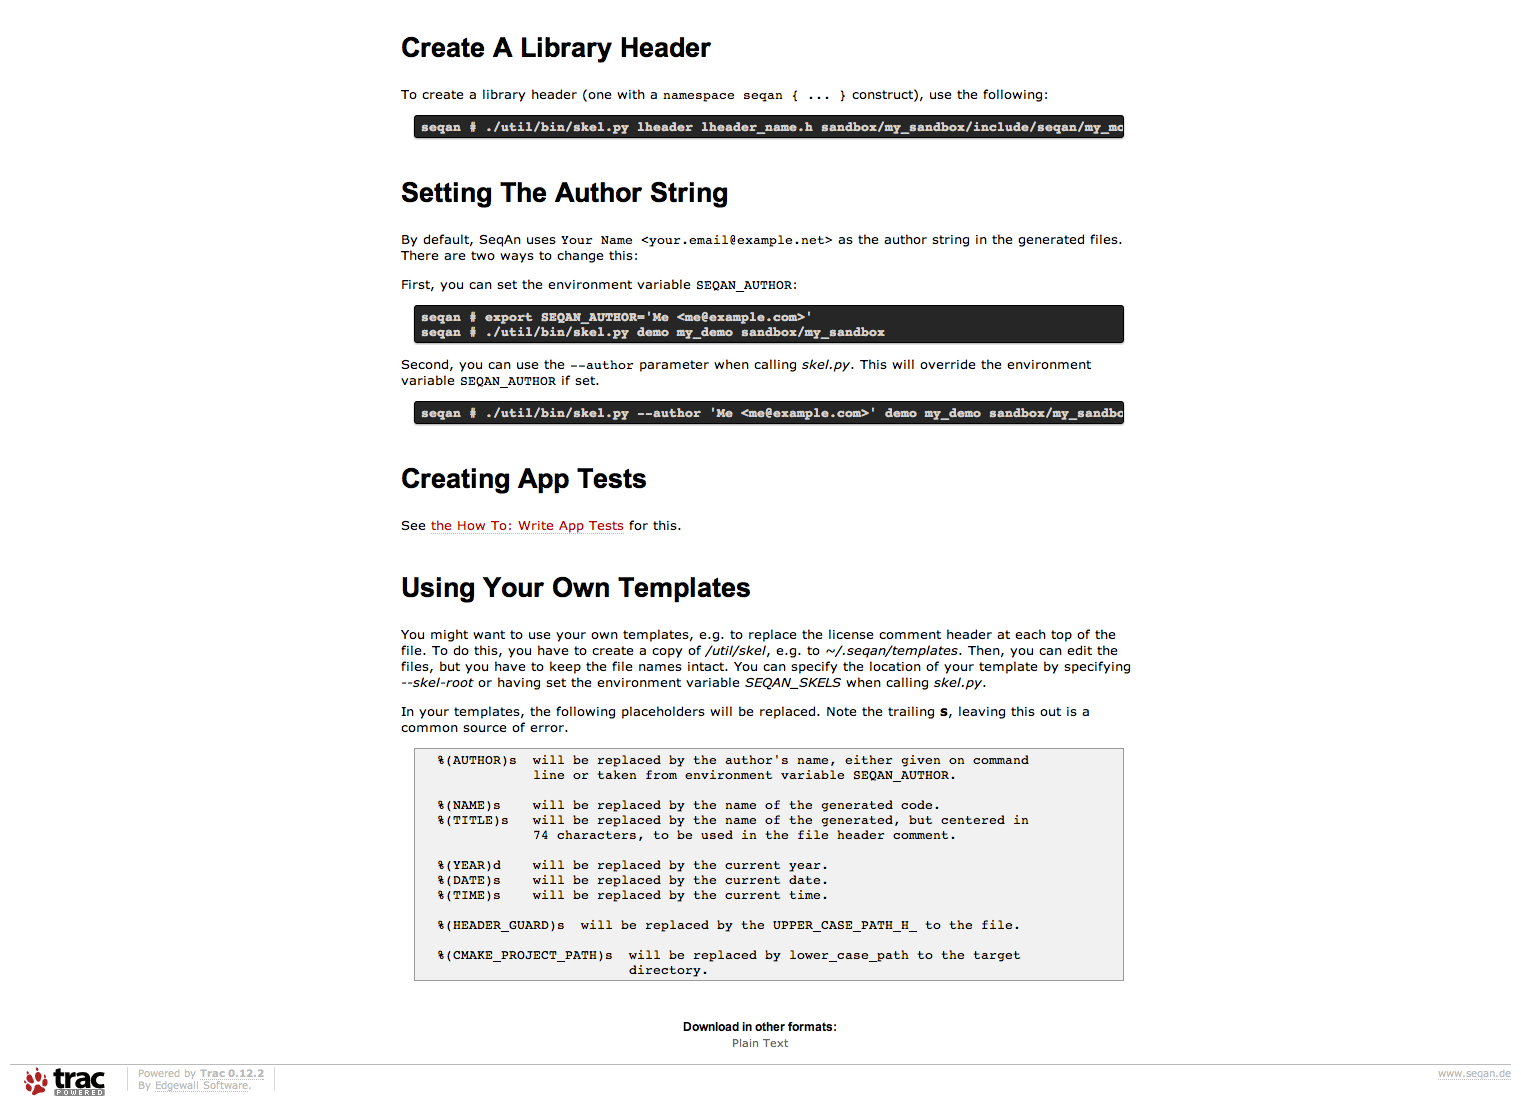 Create A Library Header
To create a library header (one with a namespace seqan { ... } construct), use the following:
seqan # ./util/bin/skel.py lheader lheader_name.h sandbox/my_sandbox/include/seqan/my_mo
Setting The Author String
By default, SeqAn uses Your Name <your.email@example.net> as the author string in the generated files.
There are two ways to change this:
First, you can set the environment variable SEQAN_AUTHOR:
seqan # export SEQAN_AUTHOR='Me <me@example.com>'
seqan # ./util/bin/skel.py demo my_demo sandbox/my_sandbox
Second, you can use the --author parameter when calling skel.py. This will override the environment
variable SEQAN_AUTHOR if set.
seqan # ./util/bin/skel.py --author 'Me <me@example.com>' demo my_demo sandbox/my_sandbo
Creating App Tests
See the How To: Write App Tests for this.
Using Your Own Templates
You might want to use your own templates, e.g. to replace the license comment header at each top of the
file. To do this, you have to create a copy of /util/skel, e.g. to ~/.seqan/templates. Then, you can edit the
files, but you have to keep the file names intact. You can specify the location of your template by specifying
--skel-root or having set the environment variable SEQAN_SKELS when calling skel.py.
In your templates, the following placeholders will be replaced. Note the trailing s, leaving this out is a
common source of error.
%(AUTHOR)s will be replaced by the author's name, either given on command
line or taken from environment variable SEQAN_AUTHOR.
%(NAME)s will be replaced by the name of the generated code.
%(TITLE)s will be replaced by the name of the generated, but centered in
74 characters, to be used in the file header comment.
%(YEAR)d will be replaced by the current year.
%(DATE)s will be replaced by the current date.
%(TIME)s will be replaced by the current time.
%(HEADER_GUARD)s will be replaced by the UPPER_CASE_PATH_H_ to the file.
%(CMAKE_PROJECT_PATH)s will be replaced by lower_case_path to the target
directory.
Download in other formats:
Plain Text
trac
POWERED
Powered by Trac 0.12.2
By Edgewall Software.
www.seqan.de